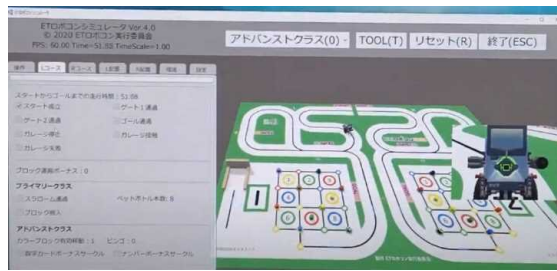 ETロボコンシミュレータ Ver.4.0
© 2020 ETロボコン実行委員会
FPS: 60.00 Time=51.88 TimeScale=1.00
アドバンストクラス(0) TOOL(T) リセット(R) 終了(ESC)
Lコース Rコース L配置 R配置 環境 設定
スタートからゴールまでの走行時間 : 51.88
スタート成立 ゲート1通過
ゲート2通過 ゴール通過
ガレージ停止 ガレージ接触
ガレージ失敗
ブロック運搬ボーナス : 0
プライマリークラス
スラローム通過 ペットボトル本数 : 8
ブロック投入
アドバンストクラス
カラーブロック有効移動 : 1 ビンゴ : 0
数字カードボーナスサークル ナンバーボーナスサークル